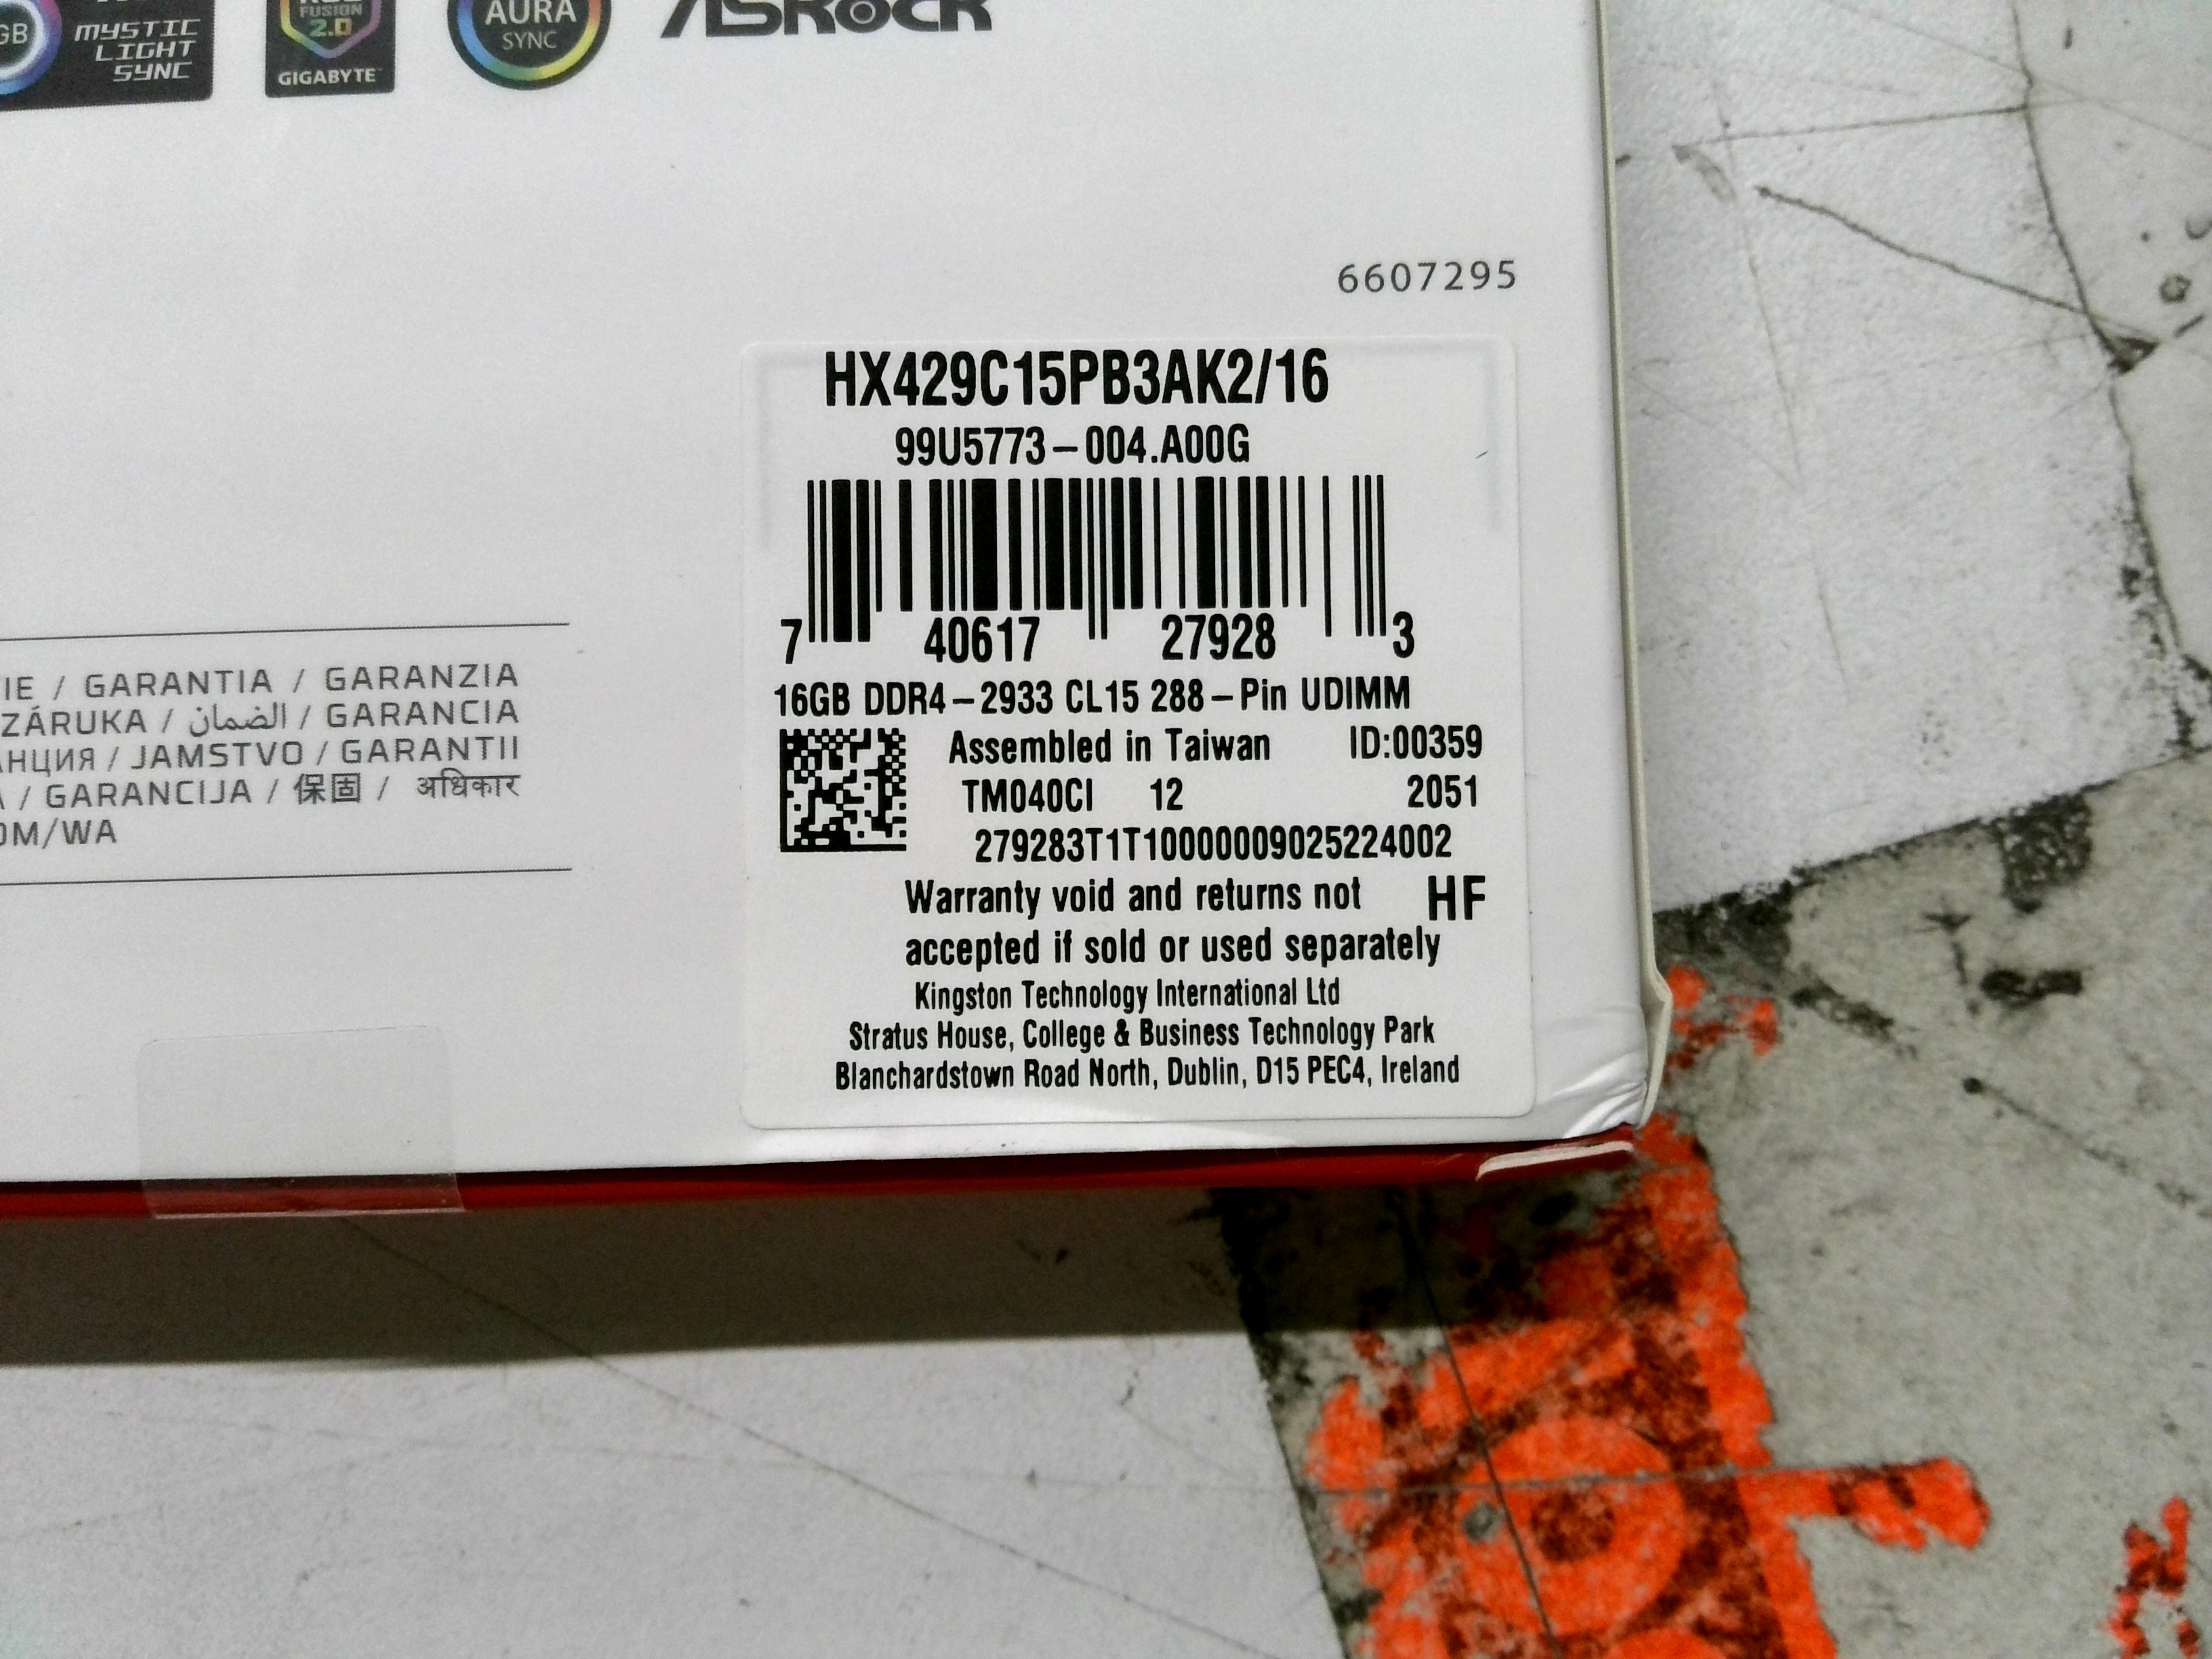 GB MYSTIC
LIGHT
SYNC
FUSION
2.0
GIGABYTE
AURA
SYNC
ASRock
6607295
HX429C15PB3AK2/16
99U5773-004.A00G
7 40617 27928 3
16GB DDR4-2933 CL15 288-Pin UDIMM
Assembled in Taiwan ID:00359
TM040CI 12 2051
279283T1T10000009025224002
Warranty void and returns not HF
accepted if sold or used separately
Kingston Technology International Ltd
Stratus House, College & Business Technology Park
Blanchardstown Road North, Dublin, D15 PEC4, Ireland
IE / GARANTIA / GARANZIA
ZÁRUKA / الضمان / GARANCIA
АНЦИЯ / JAMSTVO / GARANTII
A / GARANCIJA / 保固 / अधिकार
OM/WA